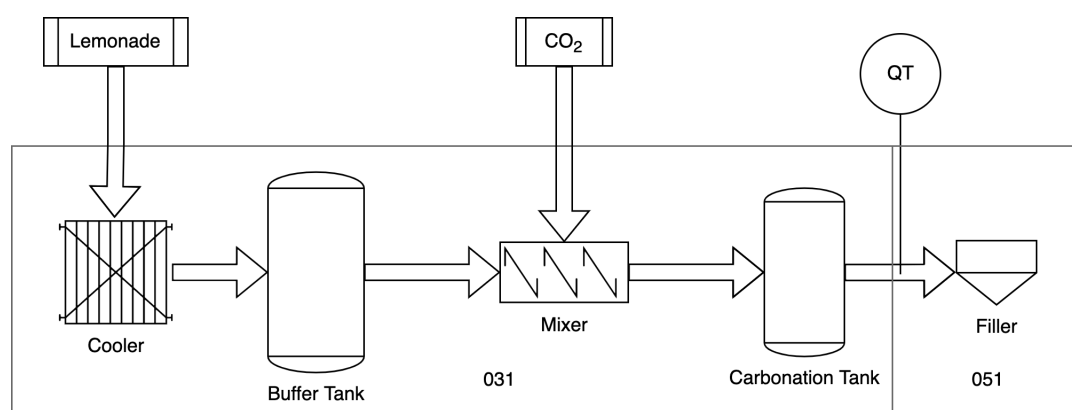 Lemonade
CO₂
QT
Cooler
Buffer Tank
Mixer
Carbonation Tank
Filler
031
051